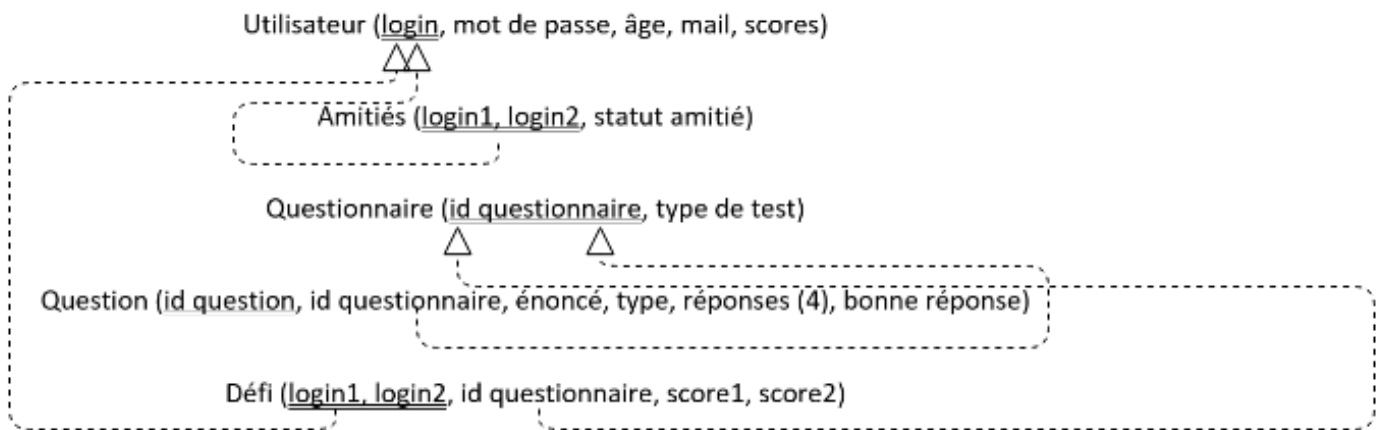 Utilisateur (login, mot de passe, âge, mail, scores)
Amitiés (login1, login2, statut amitié)
Questionnaire (id questionnaire, type de test)
Question (id question, id questionnaire, énoncé, type, réponses (4), bonne réponse)
Défi (login1, login2, id questionnaire, score1, score2)